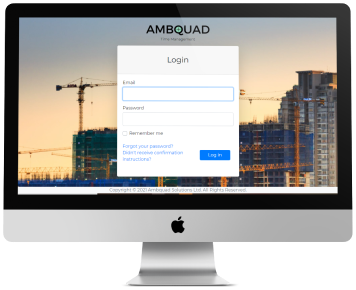 AMBQUAD
Time Management
Login
Email
Password
Remember me
Forgot your password?
Didn't receive confirmation
instructions?
Log in
Copyright © 2021 Ambquad Solutions Ltd. All Rights Reserved.